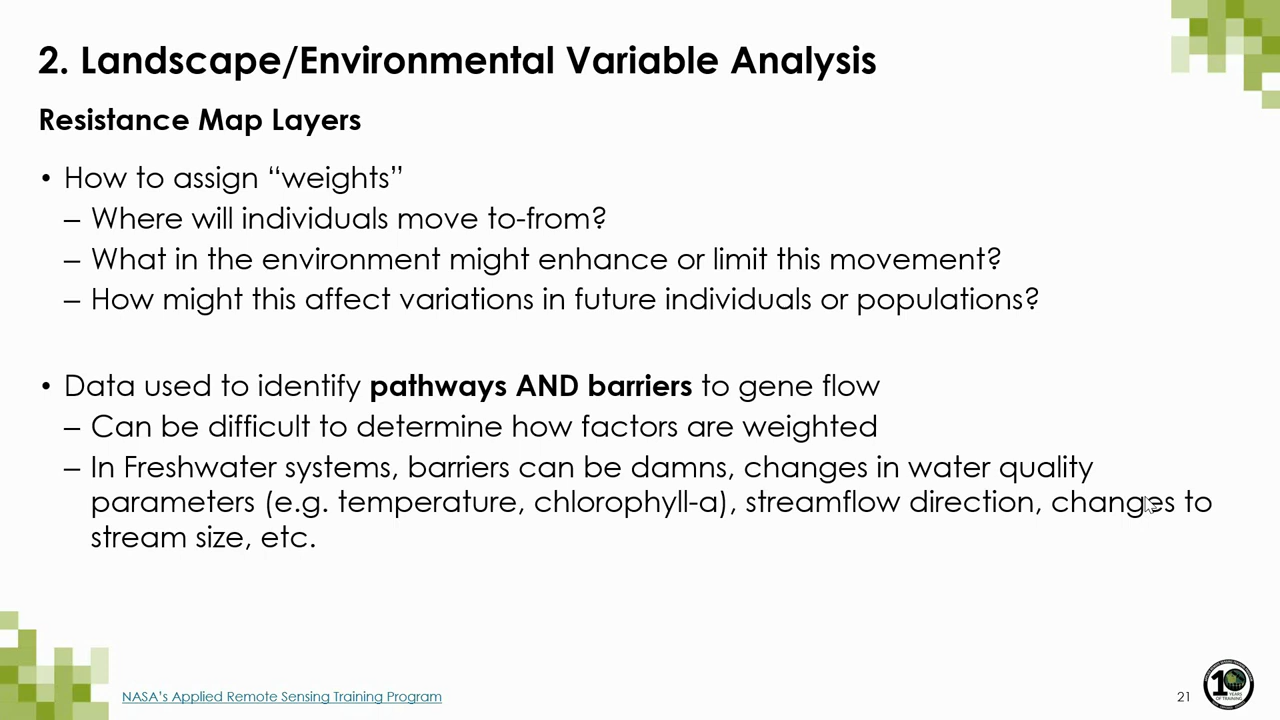 2. Landscape/Environmental Variable Analysis
Resistance Map Layers
• How to assign “weights”
– Where will individuals move to-from?
– What in the environment might enhance or limit this movement?
– How might this affect variations in future individuals or populations?
• Data used to identify pathways AND barriers to gene flow
– Can be difficult to determine how factors are weighted
– In Freshwater systems, barriers can be damns, changes in water quality
parameters (e.g. temperature, chlorophyll-a), streamflow direction, changes to
stream size, etc.
NASA's Applied Remote Sensing Training Program
21
10
YEARS
OF TRAINING